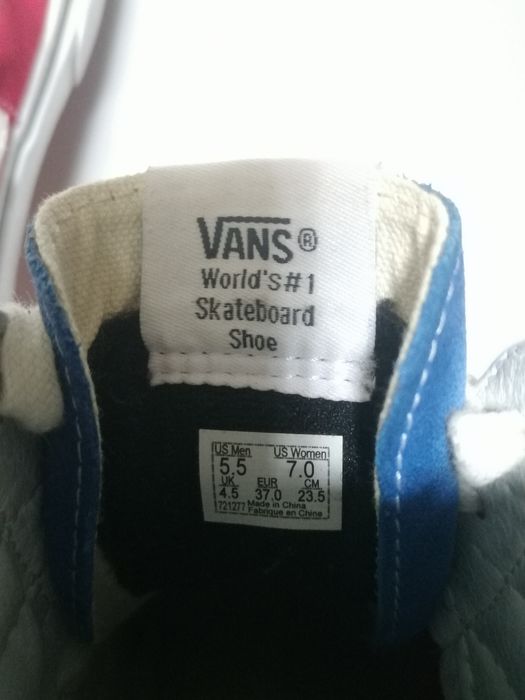 VANS®
World's #1
Skateboard
Shoe
US Men US Women
5.5 7.0
UK EUR CM
4.5 37.0 23.5
721277 Made in China
Fabrique en Chine